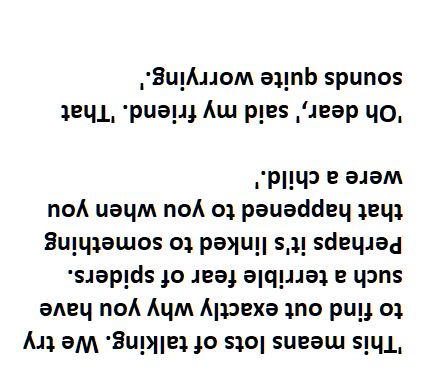 'This means lots of talking. We try
to find out exactly why you have
such a terrible fear of spiders.
Perhaps it's linked to something
that happened to you when you
were a child.'
'Oh dear,' said my friend. 'That
sounds quite worrying.'